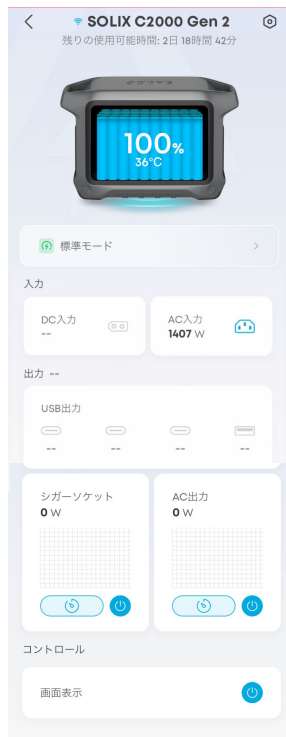 SOLIX C2000 Gen 2
残りの使用可能時間: 2日 18時間 42分
100%
36°C
標準モード
入力
DC入力
--
AC入力
1407 W
出力 --
USB出力
-- -- -- --
シガーソケット
0 W
AC出力
0 W
コントロール
画面表示